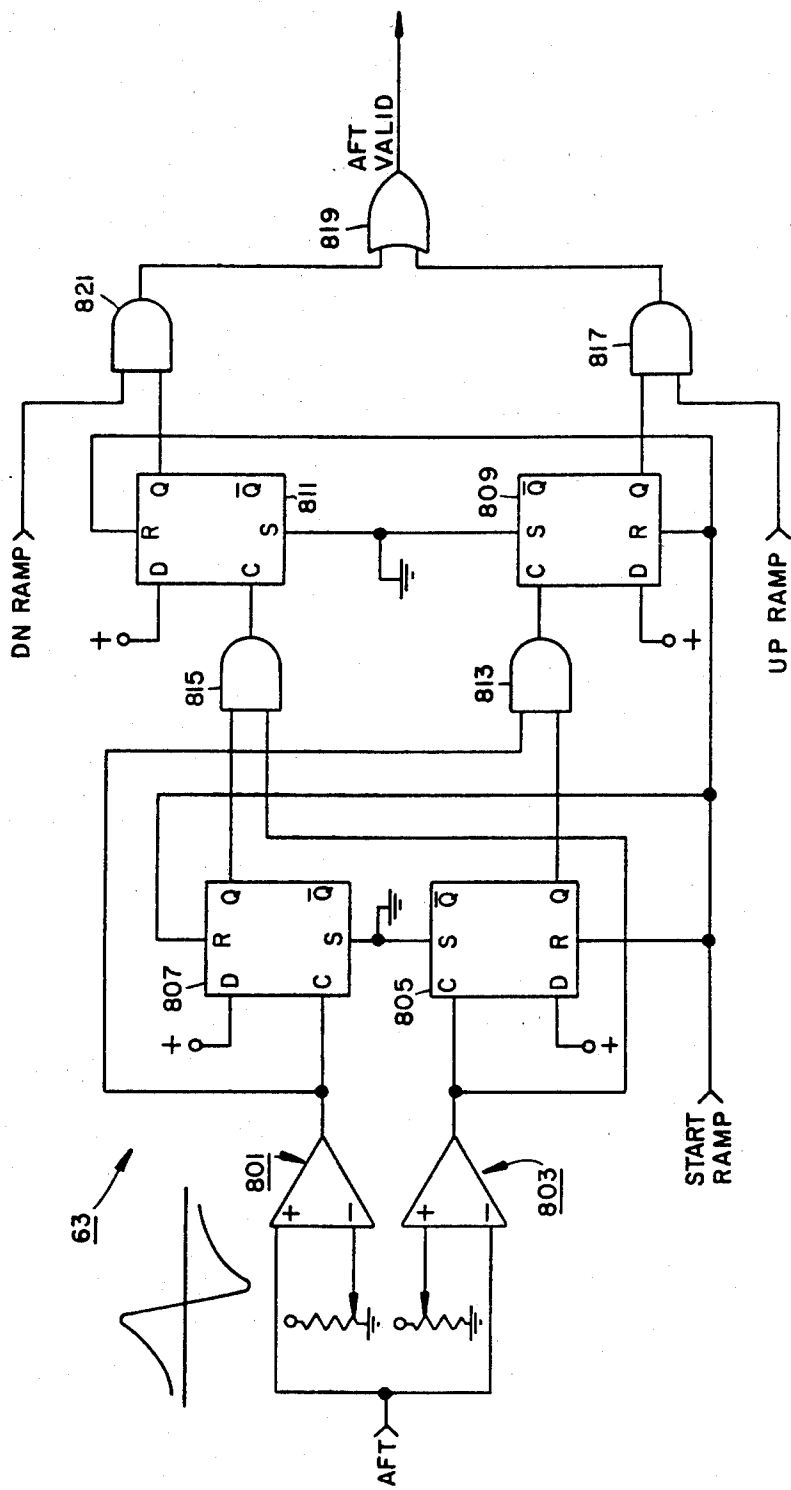 63
AFT
+
−
801
+
−
803
START
RAMP
+
D
R
Q
Q̅
S
C
807
C
S
Q̅
Q
R
D
805
+
815
813
DN RAMP
+
D
R
Q
Q̅
S
C
811
C
S
Q̅
Q
R
D
809
+
UP RAMP
821
817
819
AFT
VALID